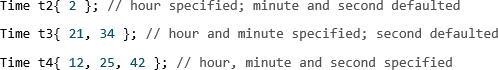 Time t2{ 2 }; // hour specified; minute and second defaulted
Time t3{ 21, 34 }; // hour and minute specified; second defaulted
Time t4{ 12, 25, 42 }; // hour, minute and second specified